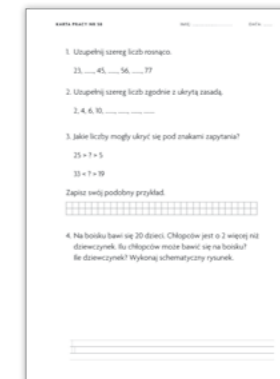 KARTA PRACY NR 28 IMIĘ DATA
1. Uzupełnij szereg liczb rosnąco.
23, ......, 45, ......, 56, ......, 77
2. Uzupełnij szereg liczb zgodnie z ukrytą zasadą.
2, 4, 6, 10, ......, ......, ......, ......
3. Jakie liczby mogły ukryć się pod znakami zapytania?
25 > ? > 5
33 > ? > 19
Zapisz swój podobny przykład.
4. Na boisku bawi się 20 dzieci. Chłopców jest o 2 więcej niż
dziewczynek. Ilu chłopców może bawić się na boisku?
Ile dziewczynek? Wykonaj schematyczny rysunek.